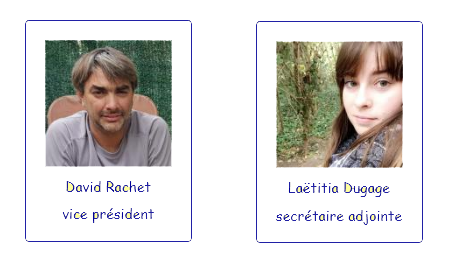 David Rachet
vice président
Laëtitia Dugage
secrétaire adjointe